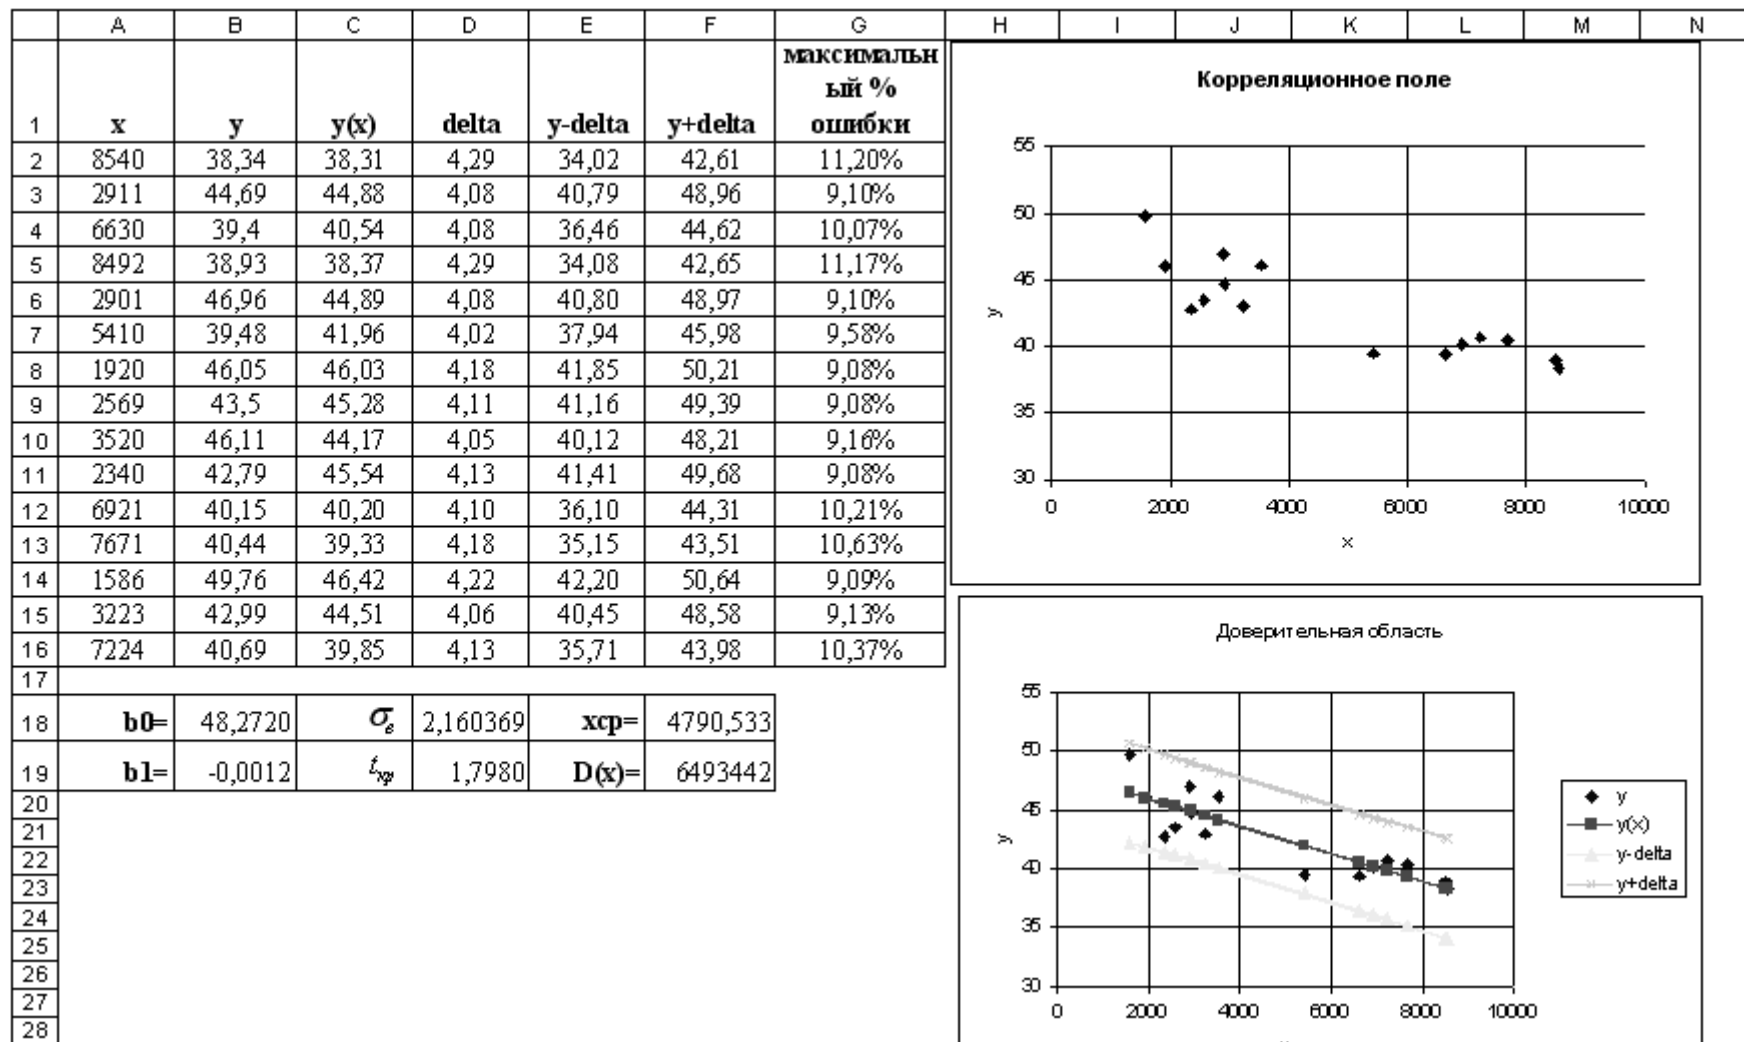 A B C D E F G H I J K L M N
1 x y y(x) delta y-delta y+delta максимальн
ый %
ошибки
2 8540 38,34 38,31 4,29 34,02 42,61 11,20%
3 2911 44,69 44,88 4,08 40,79 48,96 9,10%
4 6630 39,4 40,54 4,08 36,46 44,62 10,07%
5 8492 38,93 38,37 4,29 34,08 42,65 11,17%
6 2901 46,96 44,89 4,08 40,80 48,97 9,10%
7 5410 39,48 41,96 4,02 37,94 45,98 9,58%
8 1920 46,05 46,03 4,18 41,85 50,21 9,08%
9 2569 43,5 45,28 4,11 41,16 49,39 9,08%
10 3520 46,11 44,17 4,05 40,12 48,21 9,16%
11 2340 42,79 45,54 4,13 41,41 49,68 9,08%
12 6921 40,15 40,20 4,10 36,10 44,31 10,21%
13 7671 40,44 39,33 4,18 35,15 43,51 10,63%
14 1586 49,76 46,42 4,22 42,20 50,64 9,09%
15 3223 42,99 44,51 4,06 40,45 48,58 9,13%
16 7224 40,69 39,85 4,13 35,71 43,98 10,37%
17
18 b0= 48,2720 σe 2,160369 xcp= 4790,533
19 b1= -0,0012 tкр 1,7980 D(x)= 6493442
20
21
22
23
24
25
26
27
28
Корреляционное поле
55
50
45
40
35
30
y
0 2000 4000 6000 8000 10000
x
Доверительная область
55
50
45
40
35
30
y
0 2000 4000 6000 8000 10000
y
y(x)
y-delta
y+delta